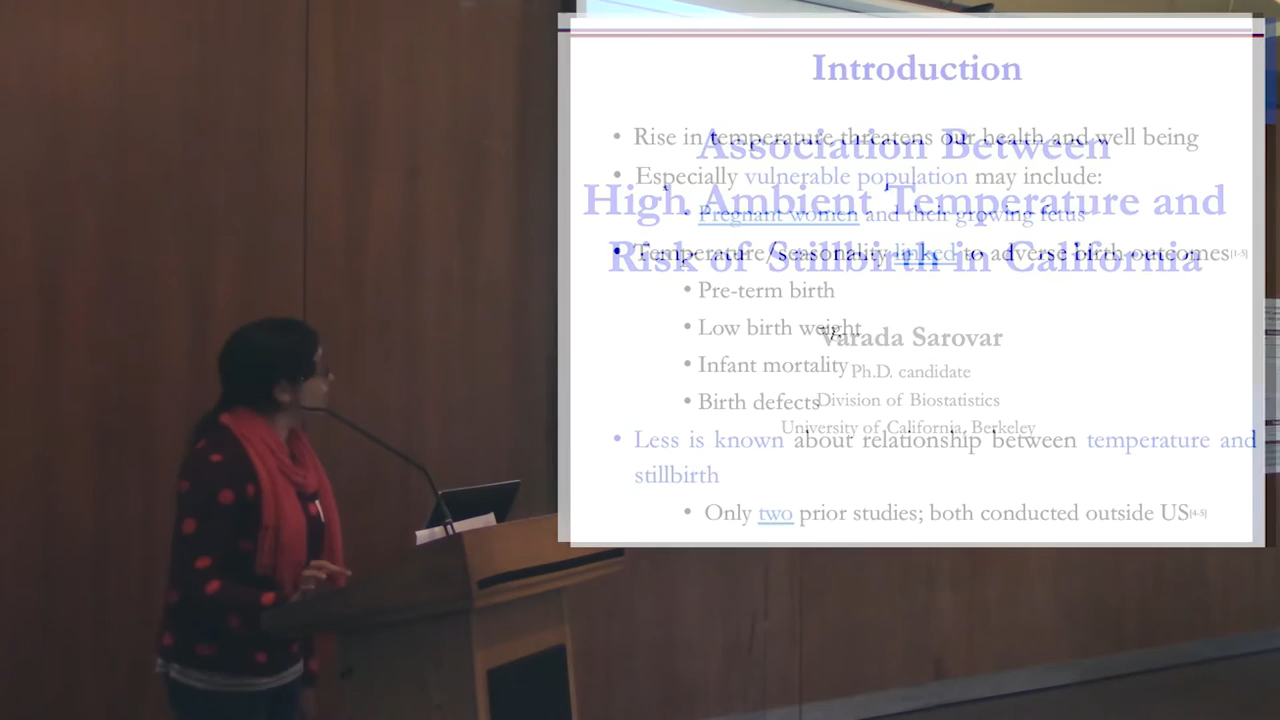 Introduction
• Rise in temperature threatens our health and well being
• Especially vulnerable population may include:
• Pregnant women and their growing fetus
• Temperature/seasonality linked to adverse birth outcomes[1-5]
• Pre-term birth
• Low birth weight
• Infant mortality
• Birth defects
• Less is known about relationship between temperature and
stillbirth
• Only two prior studies; both conducted outside US[4-5]
Association Between
High Ambient Temperature and
Risk of Stillbirth in California
Varada Sarovar
Ph.D. candidate
Division of Biostatistics
University of California, Berkeley